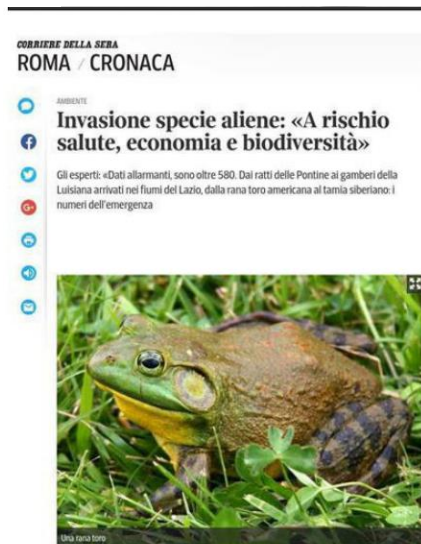 CORRIERE DELLA SERA
ROMA / CRONACA
AMBIENTE
Invasione specie aliene: «A rischio
salute, economia e biodiversità»
Gli esperti: «Dati allarmanti, sono oltre 580. Dai ratti delle Pontine ai gamberi della
Luisiana arrivati nei fiumi del Lazio, dalla rana toro americana al tamia siberiano: i
numeri dell'emergenza
G+
Una rana toro